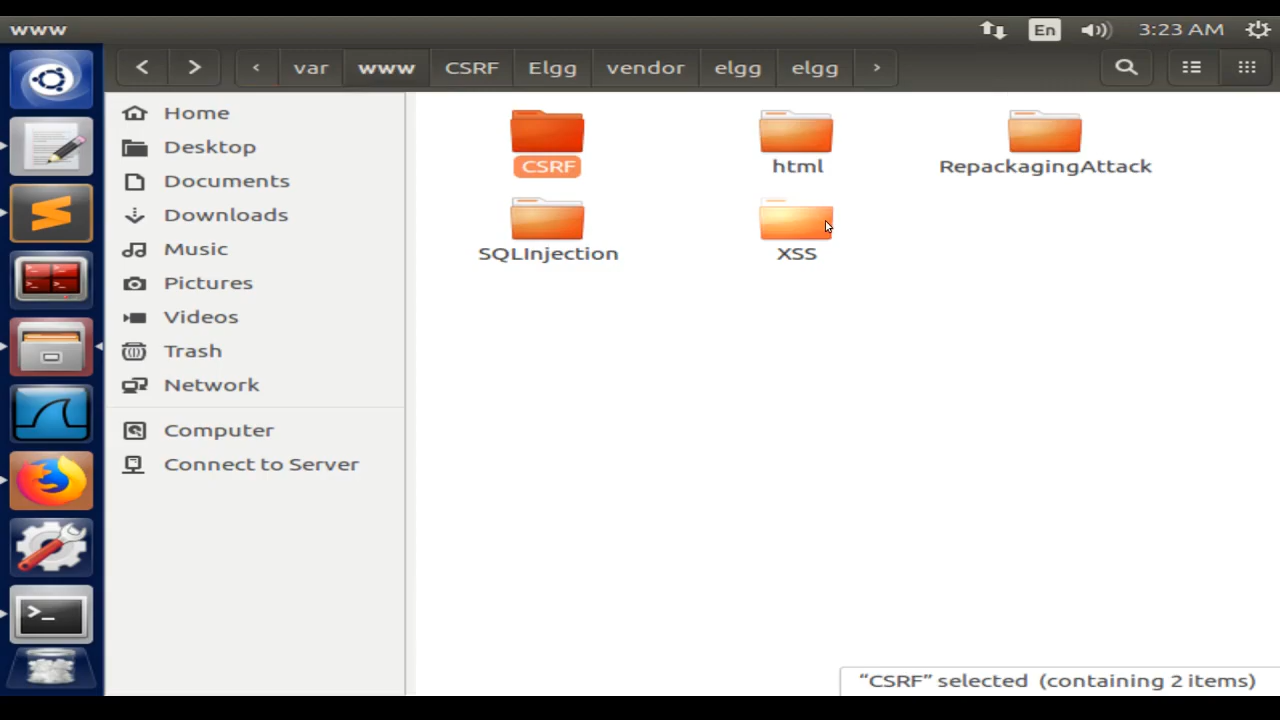 www
En
3:23 AM
var
www
CSRF
Elgg
vendor
elgg
elgg
Home
Desktop
Documents
Downloads
Music
Pictures
Videos
Trash
Network
Computer
Connect to Server
CSRF
html
RepackagingAttack
SQLInjection
XSS
“CSRF” selected (containing 2 items)